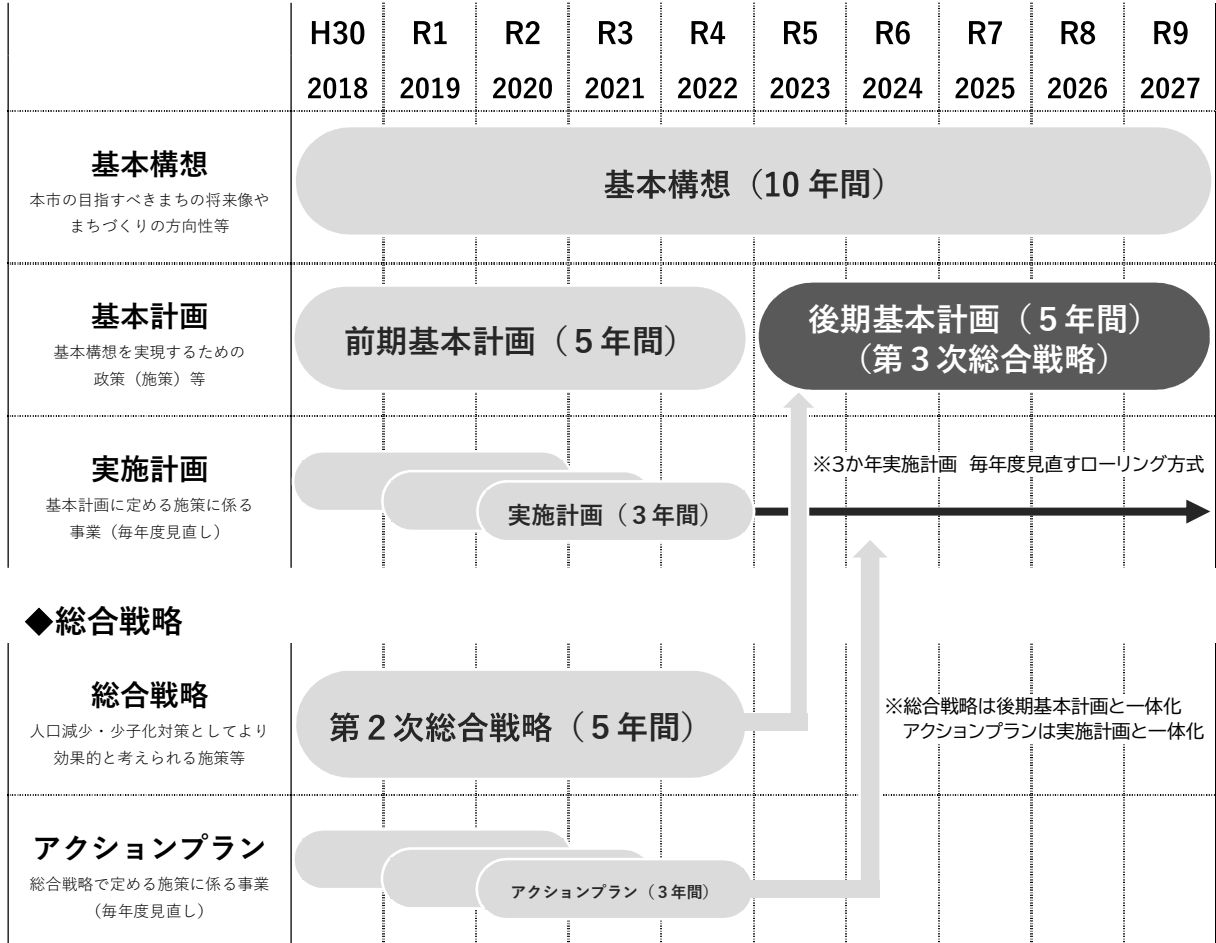 H30 R1 R2 R3 R4 R5 R6 R7 R8 R9
2018 2019 2020 2021 2022 2023 2024 2025 2026 2027
基本構想
本市の目指すべきまちの将来像や
まちづくりの方向性等
基本構想（10 年間）
基本計画
基本構想を実現するための
政策（施策）等
前期基本計画（５年間）
後期基本計画（５年間）
（第３次総合戦略）
実施計画
基本計画に定める施策に係る
事業（毎年度見直し）
※3か年実施計画 毎年度見直すローリング方式
実施計画（３年間）
◆総合戦略
総合戦略
人口減少・少子化対策としてより
効果的と考えられる施策等
第２次総合戦略（５年間）
※総合戦略は後期基本計画と一体化
アクションプランは実施計画と一体化
アクションプラン
総合戦略で定める施策に係る事業
（毎年度見直し）
アクションプラン（３年間）